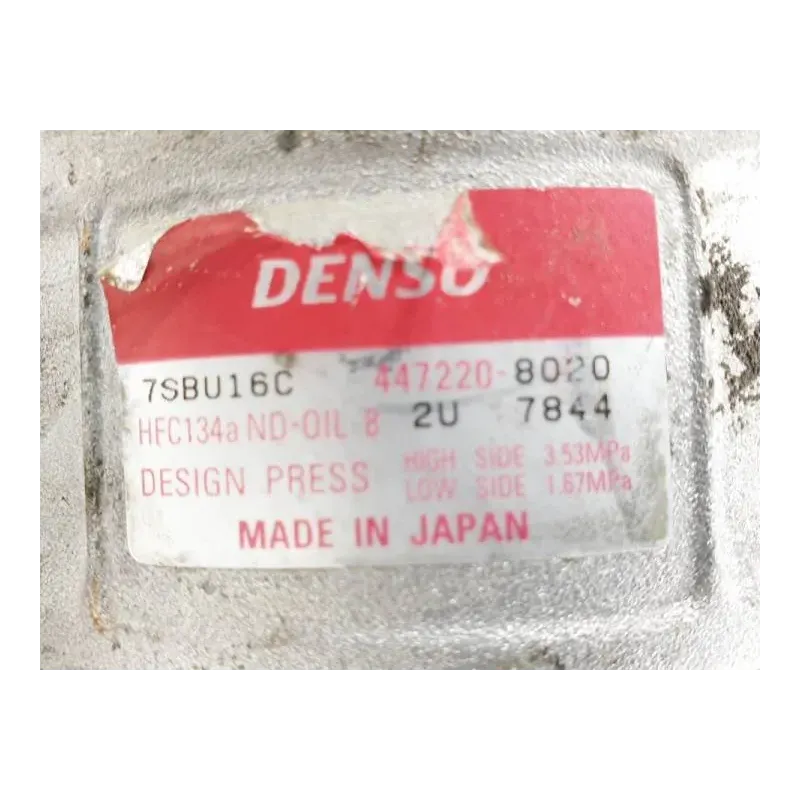 DENSO
7SBU16C 447220-8020
HFC134a ND-OIL 8 2U 7844
DESIGN PRESS HIGH SIDE 3.53MPa
LOW SIDE 1.67MPa
MADE IN JAPAN